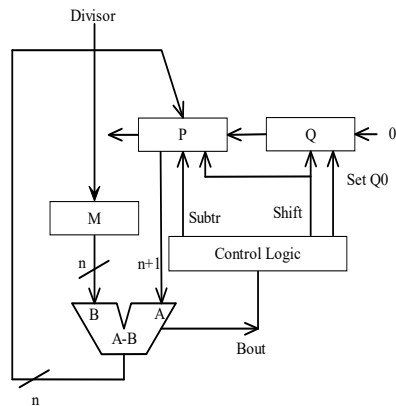 Divisor
P
Q
0
Set Q0
M
Subtr
Shift
n
n+1
Control Logic
B
A
A-B
Bout
n